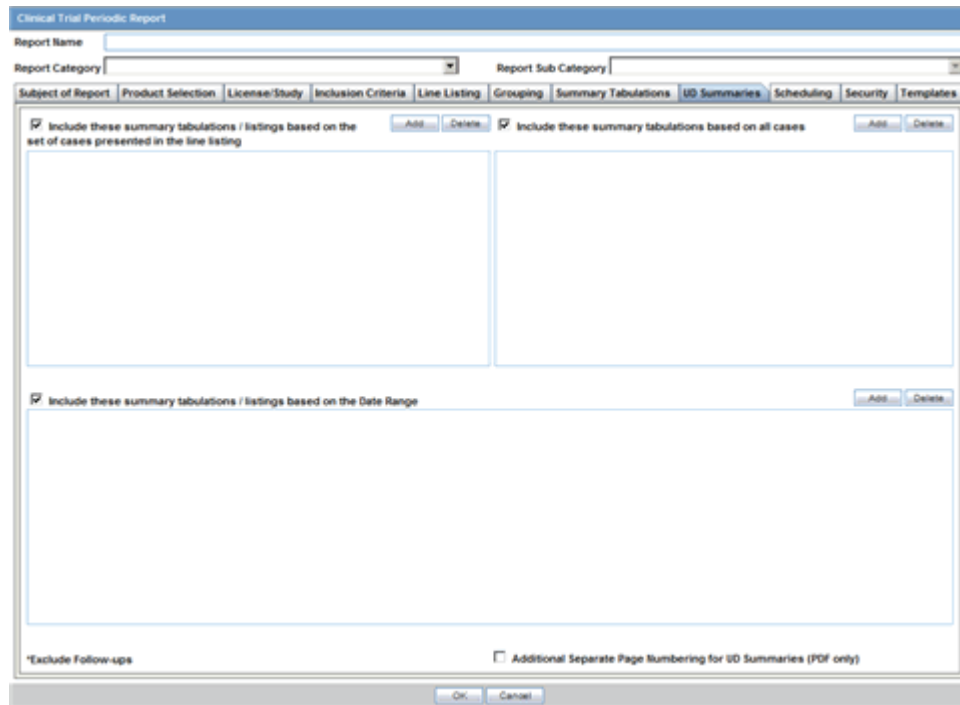 Clinical Trial Periodic Report
Report Name
Report Category Report Sub Category
Subject of Report Product Selection License/Study Inclusion Criteria Line Listing Grouping Summary Tabulations UD Summaries Scheduling Security Templates
Include these summary tabulations / listings based on the Add Delete Include these summary tabulations based on all cases Add Delete
set of cases presented in the line listing
Include these summary tabulations / listings based on the Date Range Add Delete
*Exclude Follow-ups Additional Separate Page Numbering for UD Summaries (PDF only)
OK Cancel